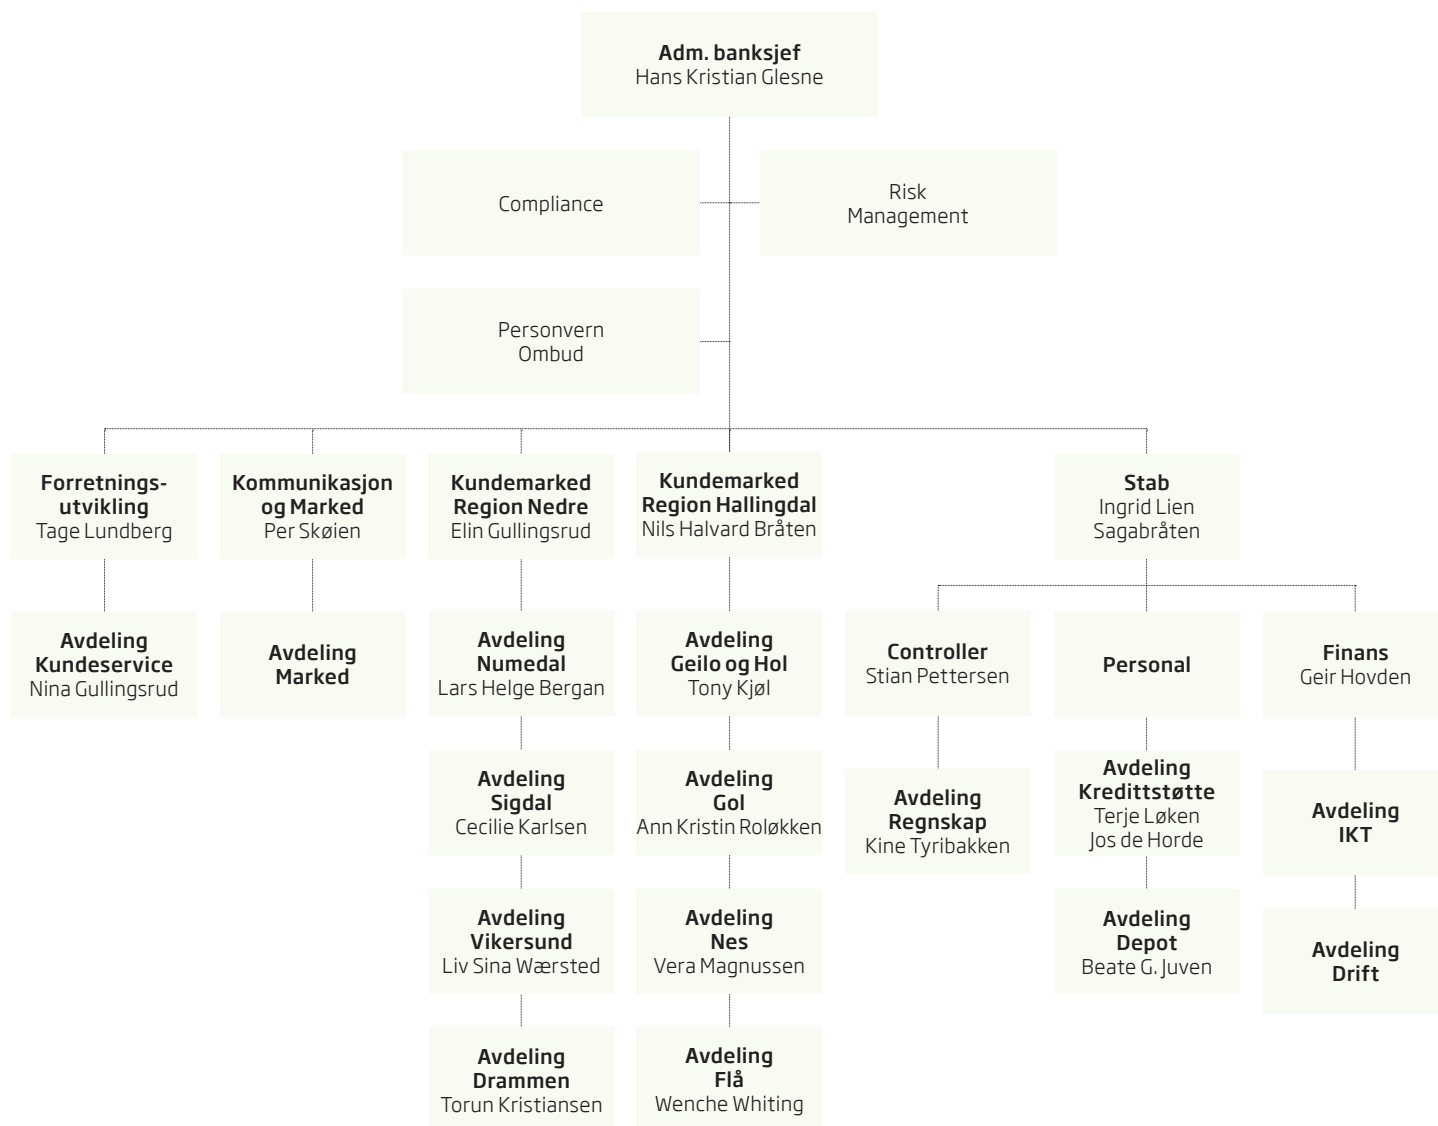 Adm. banksjef
Hans Kristian Glesne
Compliance
Risk
Management
Personvern
Ombud
Forretnings-
utvikling
Tage Lundberg
Kommunikasjon
og Marked
Per Skøien
Kundemarked
Region Nedre
Elin Gullingsrud
Kundemarked
Region Hallingdal
Nils Halvard Bråten
Stab
Ingrid Lien
Sagabråten
Avdeling
Kundeservice
Nina Gullingsrud
Avdeling
Marked
Avdeling
Numedal
Lars Helge Bergan
Avdeling
Geilo og Hol
Tony Kjøl
Controller
Stian Pettersen
Personal
Finans
Geir Hovden
Avdeling
Sigdal
Cecilie Karlsen
Avdeling
Gol
Ann Kristin Roløkken
Avdeling
Regnskap
Kine Tyribakken
Avdeling
Kredittstøtte
Terje Løken
Jos de Horde
Avdeling
IKT
Avdeling
Vikersund
Liv Sina Wærsted
Avdeling
Nes
Vera Magnussen
Avdeling
Depot
Beate G. Juven
Avdeling
Drift
Avdeling
Drammen
Torun Kristiansen
Avdeling
Flå
Wenche Whiting